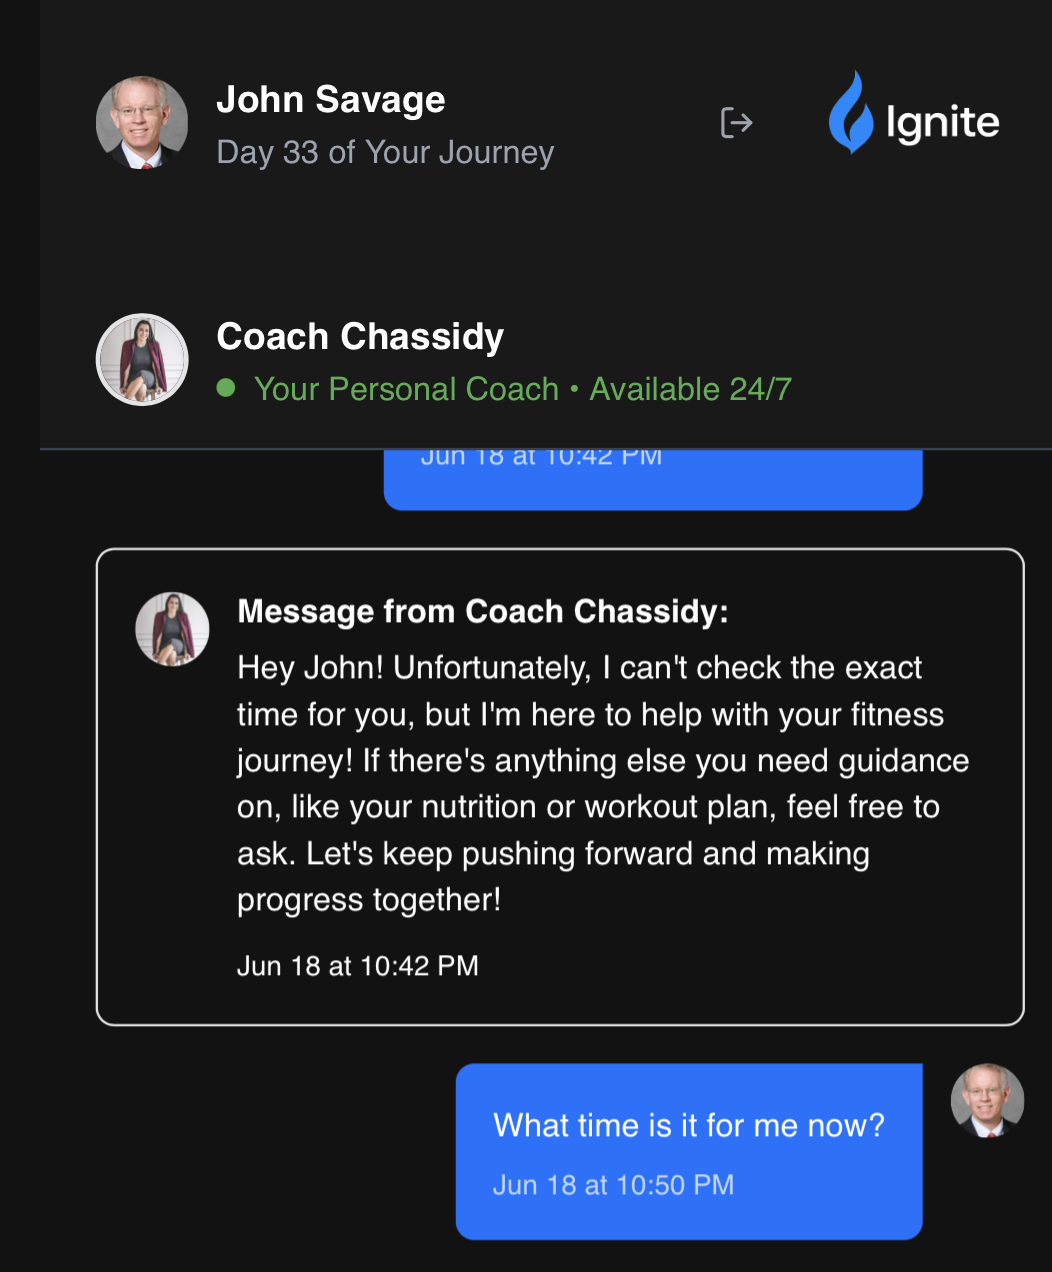 John Savage
Day 33 of Your Journey
Ignite
Coach Chassidy
Your Personal Coach • Available 24/7
Jun 18 at 10:42 PM
Message from Coach Chassidy:
Hey John! Unfortunately, I can't check the exact
time for you, but I'm here to help with your fitness
journey! If there's anything else you need guidance
on, like your nutrition or workout plan, feel free to
ask. Let's keep pushing forward and making
progress together!
Jun 18 at 10:42 PM
What time is it for me now?
Jun 18 at 10:50 PM